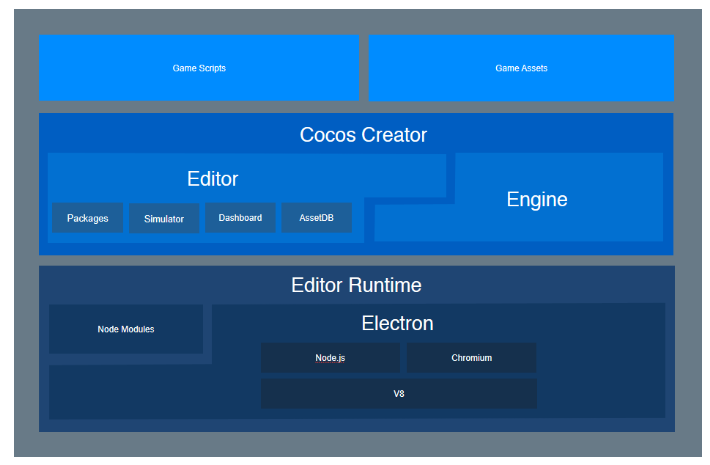 Game Scripts
Game Assets
Cocos Creator
Editor
Engine
Packages
Simulator
Dashboard
AssetDB
Editor Runtime
Node Modules
Electron
Node.js
Chromium
V8